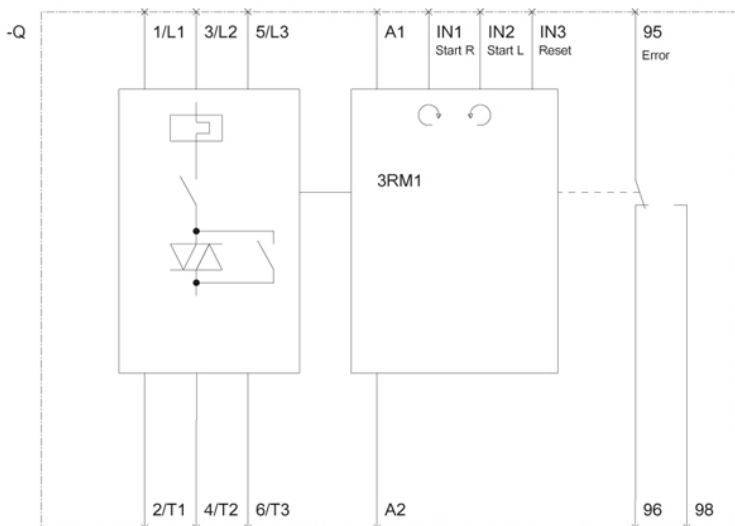 -Q 1/L1 3/L2 5/L3 A1 IN1 IN2 IN3 95
Start R Start L Reset Error
3RM1
2/T1 4/T2 6/T3 A2 96 98